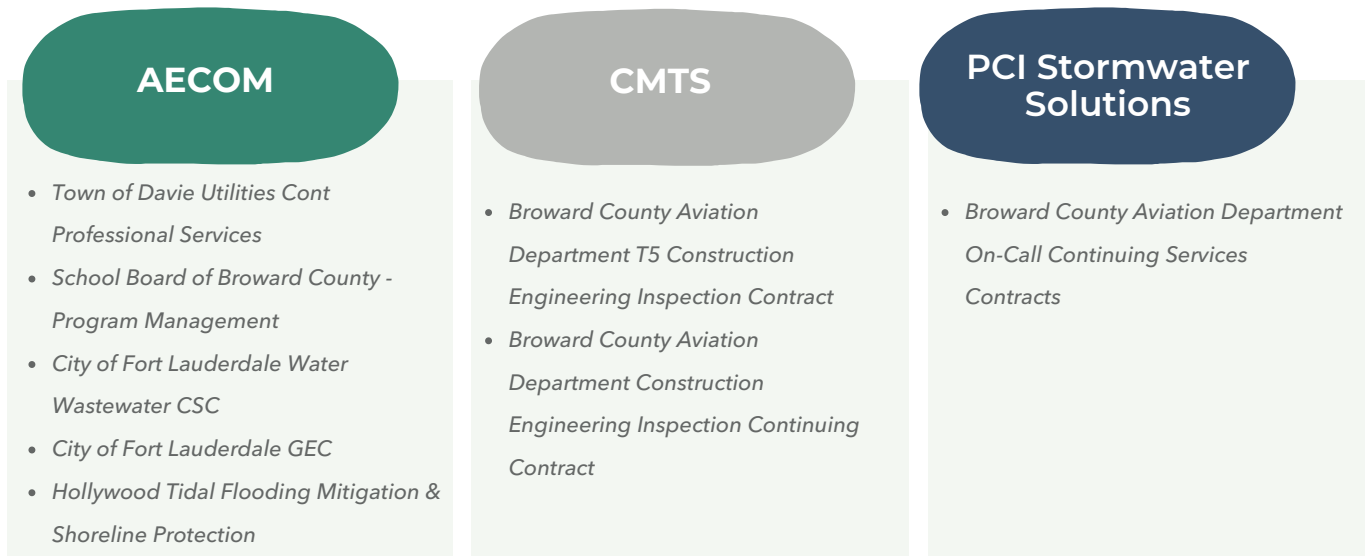 AECOM
Town of Davie Utilities Cont
Professional Services
School Board of Broward County -
Program Management
City of Fort Lauderdale Water
Wastewater CSC
City of Fort Lauderdale GEC
Hollywood Tidal Flooding Mitigation &
Shoreline Protection
CMTS
Broward County Aviation
Department T5 Construction
Engineering Inspection Contract
Broward County Aviation
Department Construction
Engineering Inspection Continuing
Contract
PCI Stormwater
Solutions
Broward County Aviation Department
On-Call Continuing Services
Contracts